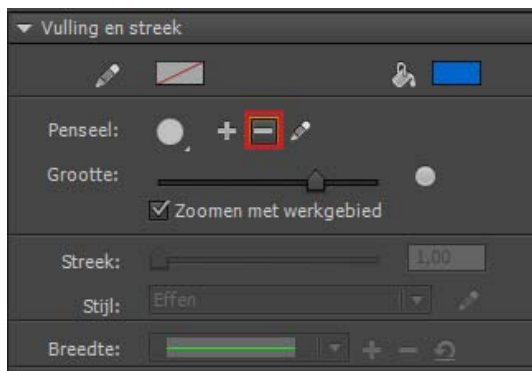 Vulling en streek
Penseel:
Grootte:
Zoomen met werkgebied
Streek: 1,00
Stijl: Effen
Breedte: